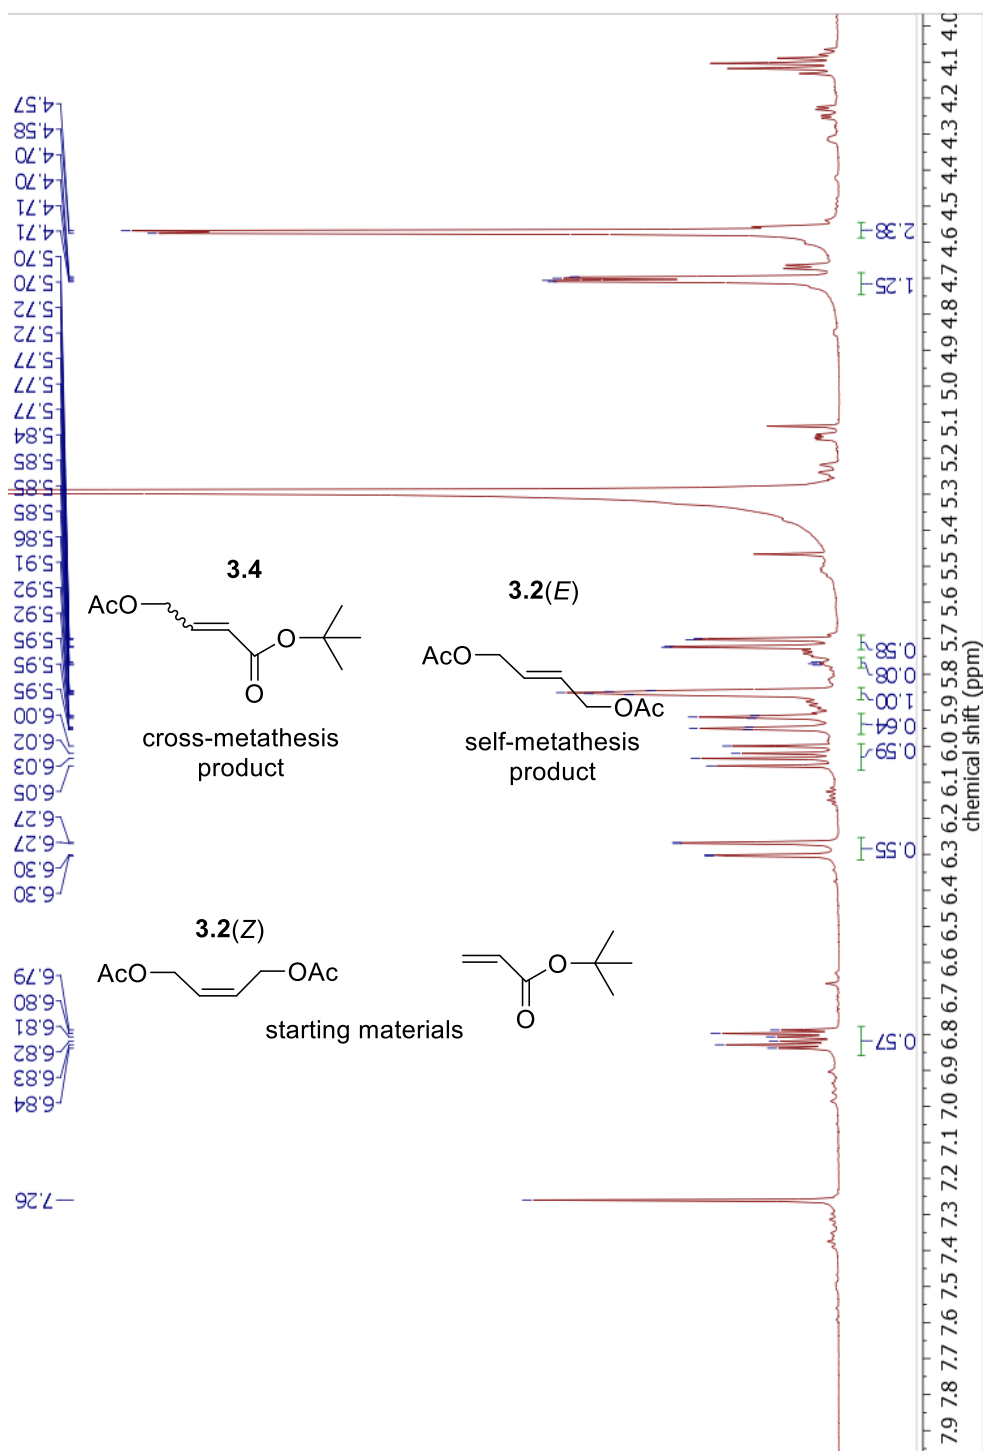 4.57
4.58
4.70
4.70
4.71
4.71
5.70
5.70
5.72
5.72
5.77
5.77
5.77
5.84
5.85
5.85
5.85
5.86
5.91
5.92
5.92
5.95
5.95
5.95
6.00
6.02
6.03
6.05
6.27
6.27
6.30
6.30
6.79
6.80
6.81
6.82
6.83
6.84
7.26
3.4
AcO
O
O
cross-metathesis
product
3.2(E)
AcO
OAc
self-metathesis
product
3.2(Z)
AcO
OAc
O
O
starting materials
2.38
1.25
0.58
0.08
1.00
0.64
0.59
0.55
0.57
7.9 7.8 7.7 7.6 7.5 7.4 7.3 7.2 7.1 7.0 6.9 6.8 6.7 6.6 6.5 6.4 6.3 6.2 6.1 6.0 5.9 5.8 5.7 5.6 5.5 5.4 5.3 5.2 5.1 5.0 4.9 4.8 4.7 4.6 4.5 4.4 4.3 4.2 4.1 4.0
chemical shift (ppm)